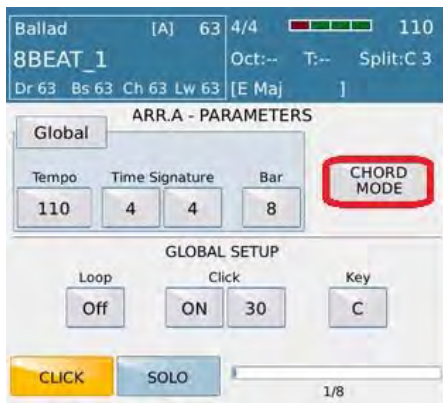 Ballad [A] 63 4/4 110
8BEAT_1 Oct:-- T:-- Split:C 3
Dr 63 Bs 63 Ch 63 Lw 63 [E Maj ]
ARR.A - PARAMETERS
Global
Tempo Time Signature Bar
CHORD
MODE
110 4 4 8
GLOBAL SETUP
Loop Click Key
Off ON 30 C
CLICK SOLO
1/8